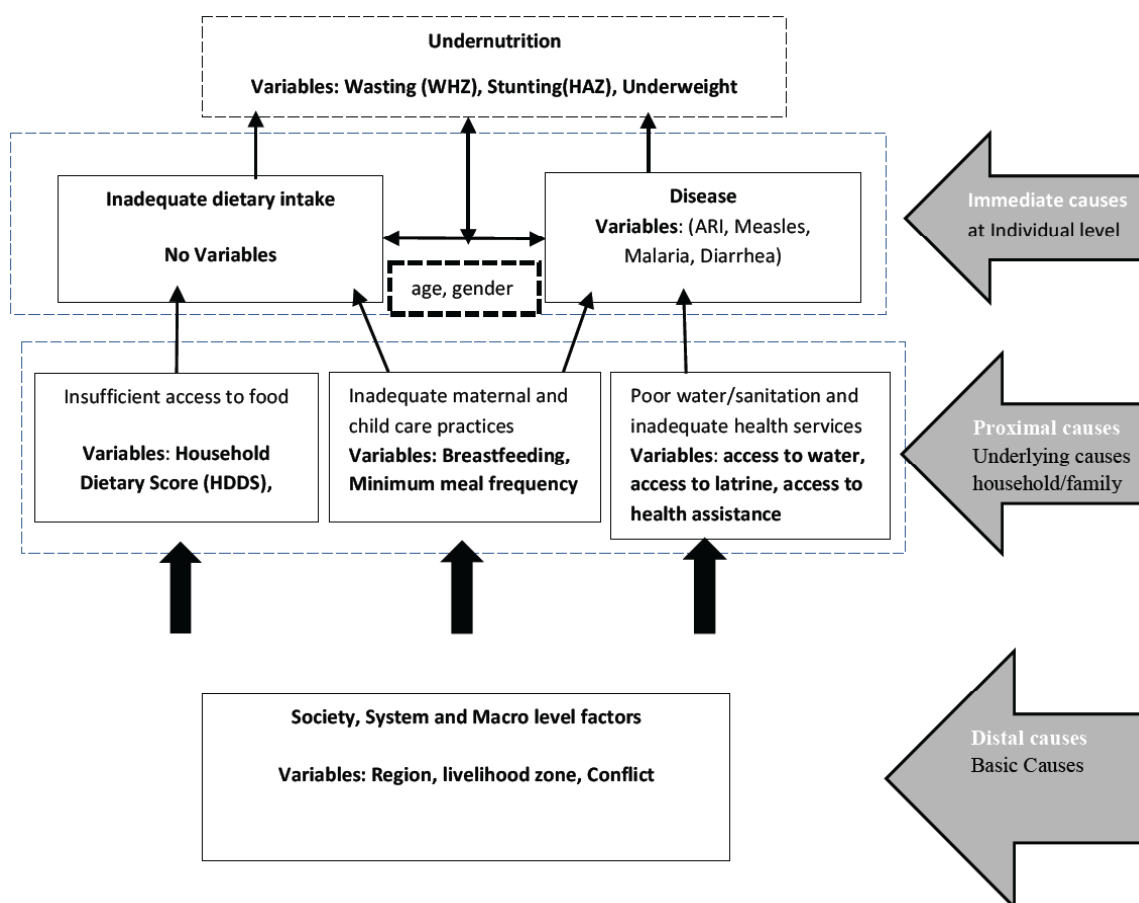 Undernutrition
Variables: Wasting (WHZ), Stunting(HAZ), Underweight
Inadequate dietary intake
No Variables
Disease
Variables: (ARI, Measles,
Malaria, Diarrhea)
age, gender
Immediate causes
at Individual level
Insufficient access to food
Variables: Household
Dietary Score (HDDS),
Inadequate maternal and
child care practices
Variables: Breastfeeding,
Minimum meal frequency
Poor water/sanitation and
inadequate health services
Variables: access to water,
access to latrine, access to
health assistance
Proximal causes
Underlying causes
household/family
Society, System and Macro level factors
Variables: Region, livelihood zone, Conflict
Distal causes
Basic Causes